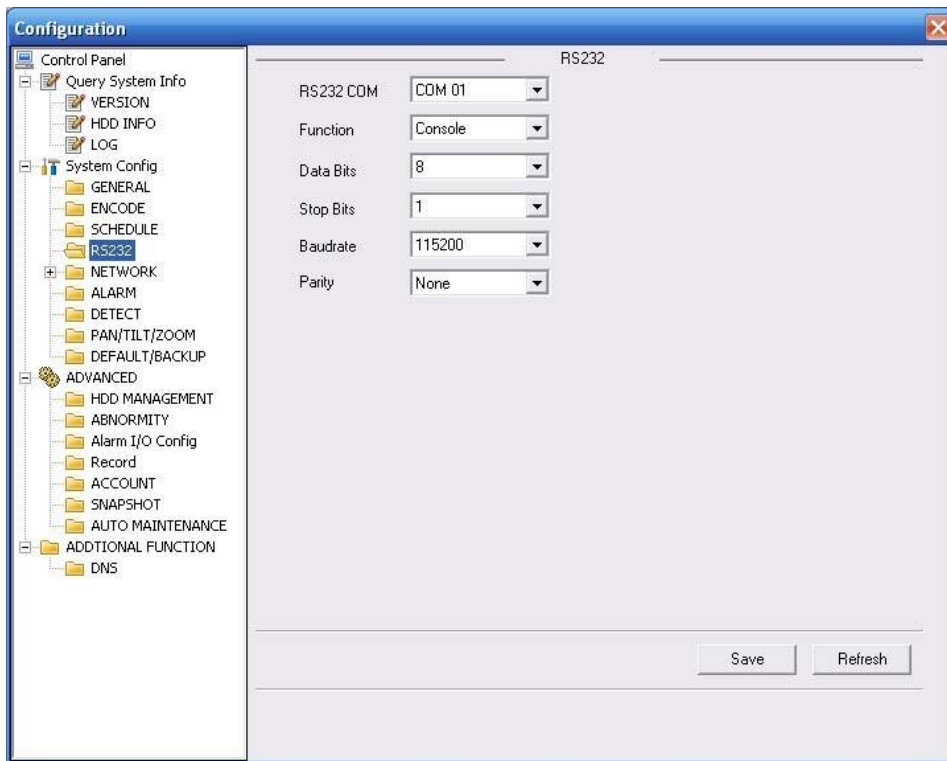 Configuration
Control Panel
Query System Info
VERSION
HDD INFO
LOG
System Config
GENERAL
ENCODE
SCHEDULE
RS232
NETWORK
ALARM
DETECT
PAN/TILT/ZOOM
DEFAULT/BACKUP
ADVANCED
HDD MANAGEMENT
ABNORMITY
Alarm I/O Config
Record
ACCOUNT
SNAPSHOT
AUTO MAINTENANCE
ADDTIONAL FUNCTION
DNS
RS232
RS232 COM COM 01
Function Console
Data Bits 8
Stop Bits 1
Baudrate 115200
Parity None
Save Refresh